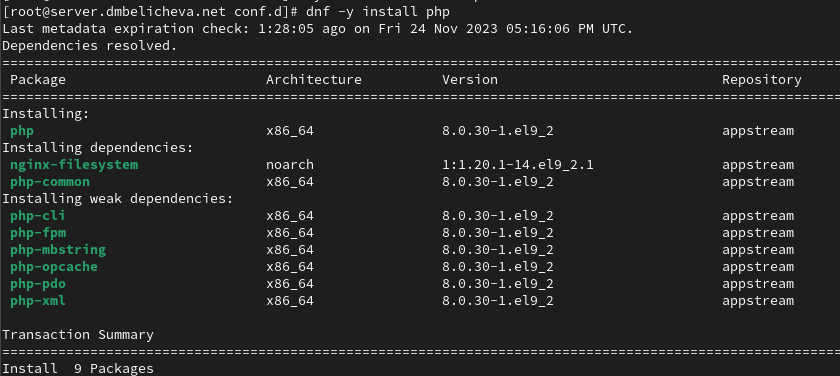 [root@server.dmbelicheva.net conf.d]# dnf -y install php
Last metadata expiration check: 1:28:05 ago on Fri 24 Nov 2023 05:16:06 PM UTC.
Dependencies resolved.
================================================================================
Package Architecture Version Repository
================================================================================
Installing:
php x86_64 8.0.30-1.el9_2 appstream
Installing dependencies:
nginx-filesystem noarch 1:1.20.1-14.el9_2.1 appstream
php-common x86_64 8.0.30-1.el9_2 appstream
Installing weak dependencies:
php-cli x86_64 8.0.30-1.el9_2 appstream
php-fpm x86_64 8.0.30-1.el9_2 appstream
php-mbstring x86_64 8.0.30-1.el9_2 appstream
php-opcache x86_64 8.0.30-1.el9_2 appstream
php-pdo x86_64 8.0.30-1.el9_2 appstream
php-xml x86_64 8.0.30-1.el9_2 appstream
Transaction Summary
================================================================================
Install 9 Packages